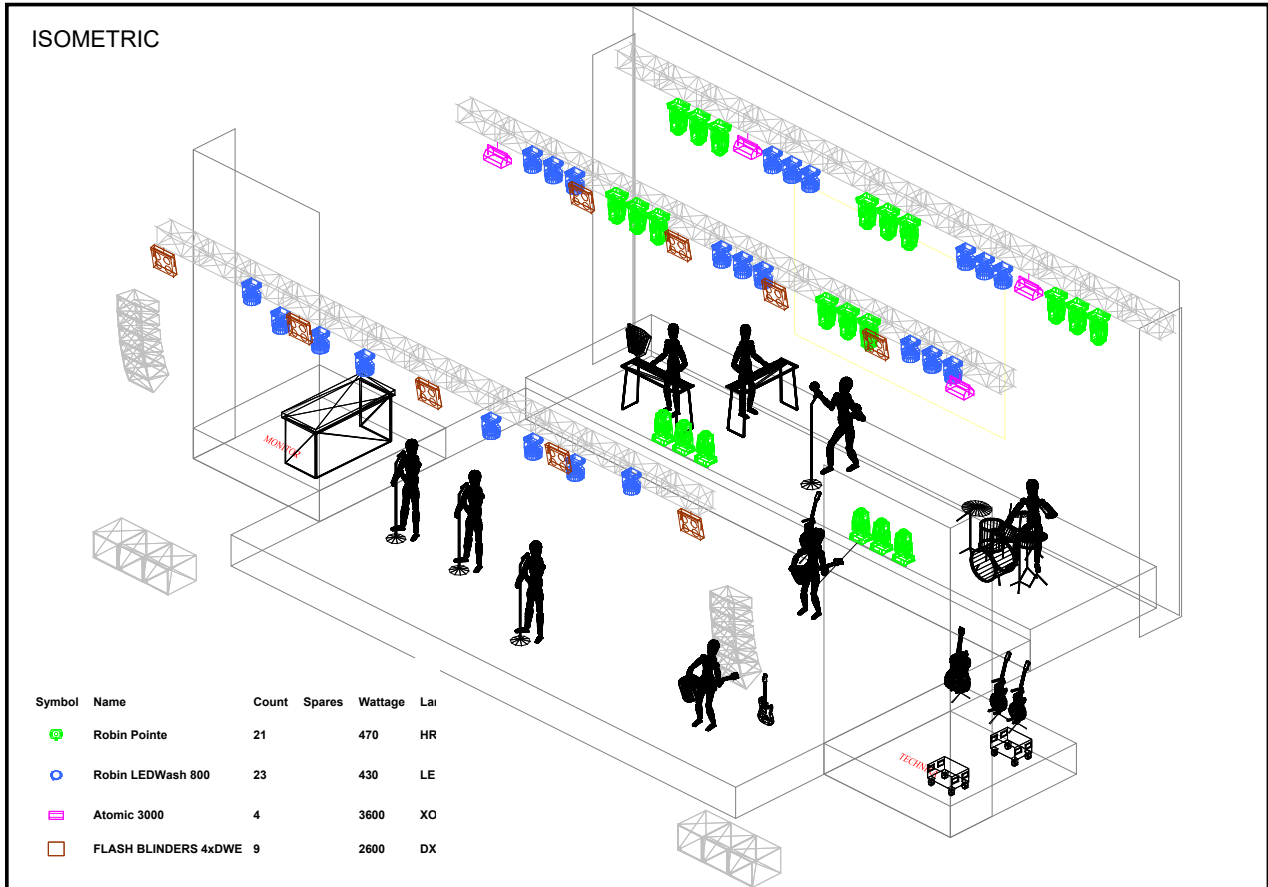 ISOMETRIC
MONITOR
Symbol Name Count Spares Wattage
Robin Pointe 21 470 HR
Robin LEDWash 800 23 430 LE
Atomic 3000 4 3600 XO
FLASH BLINDERS 4xDWE 9 2600 DX